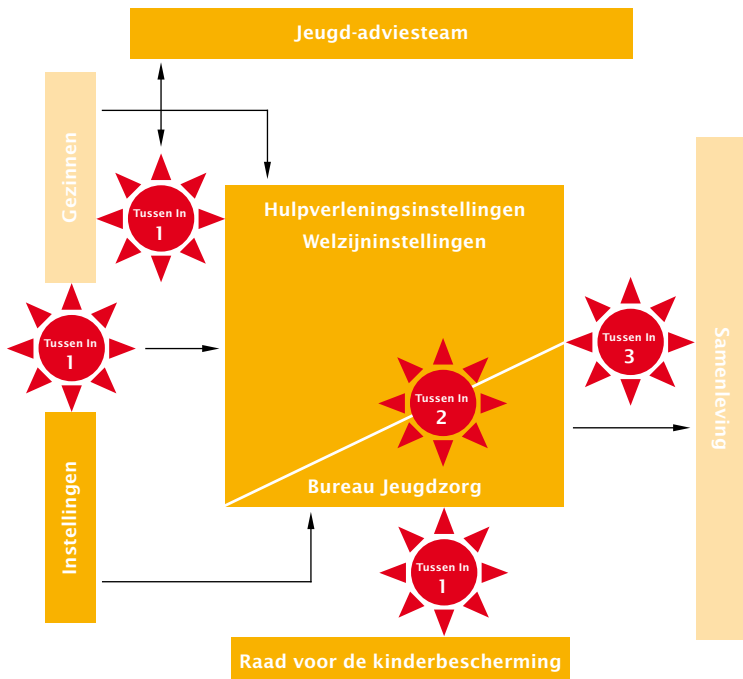 Jeugd-adviesteam
Gezinnen
Tussen In
1
Hulpverleningsinstellingen
Welzijninstellingen
Tussen In
1
Tussen In
3
Samenleving
Tussen In
2
Instellingen
Bureau Jeugdzorg
Tussen In
1
Raad voor de kinderbescherming